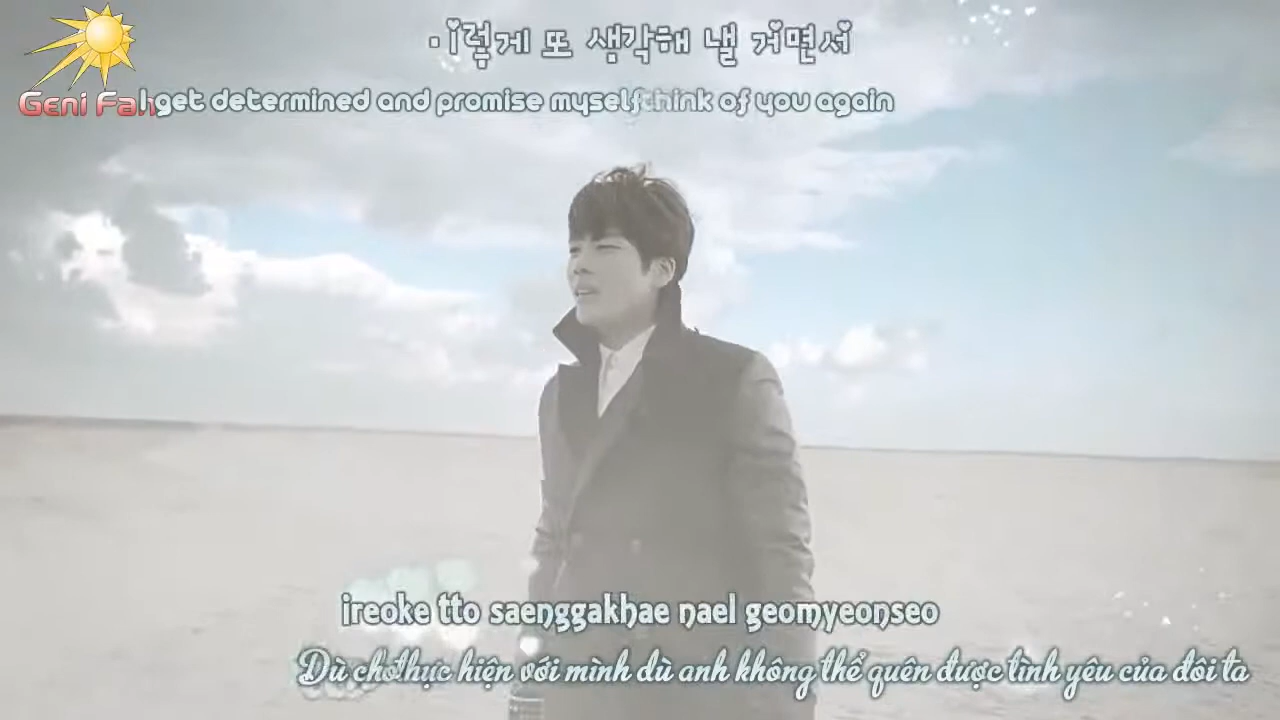 이렇게 또 생각해 낼 거면서
Geni Fan
I get determined and promise myself think of you again
ireoke tto saenggakhae nael geomyeonseo
Dù cho thực hiện với mình dù anh không thể quên được tình yêu của đôi ta